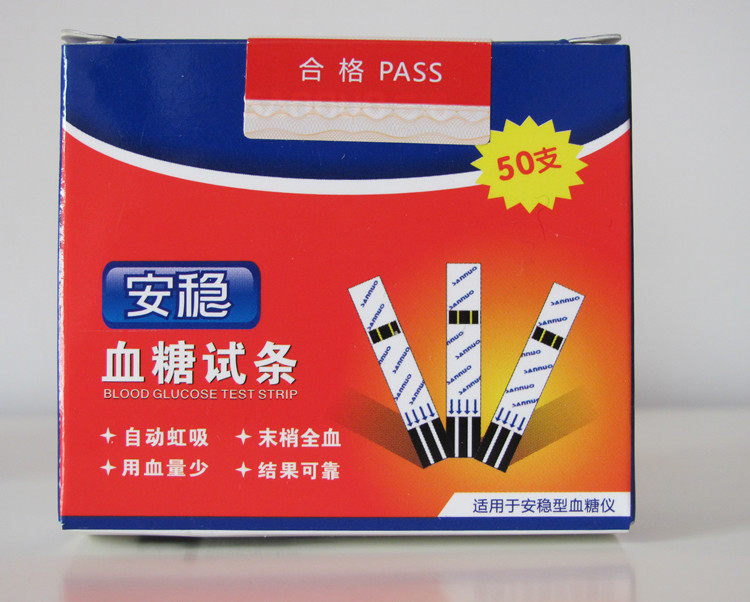 合格 PASS
50支
安稳
血糖试条
BLOOD GLUCOSE TEST STRIP
自动虹吸 末梢全血
用血量少 结果可靠
适用于安稳型血糖仪